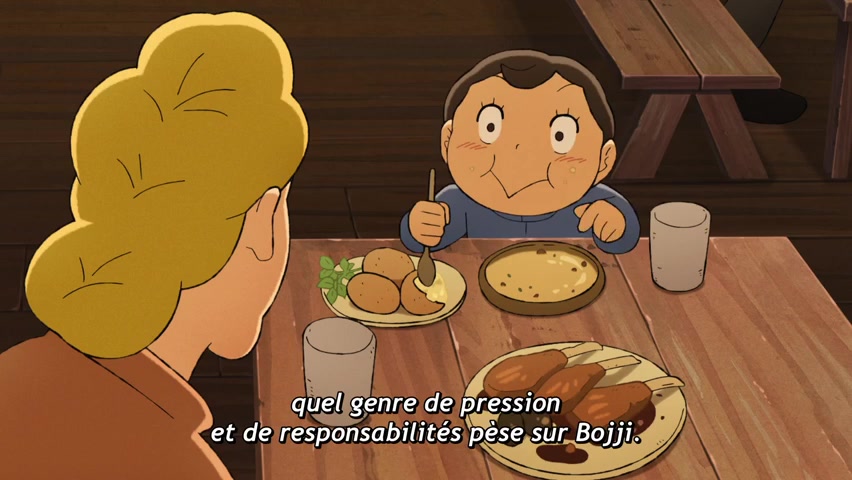 quel genre de pression
et de responsabilités pèse sur Bojji.